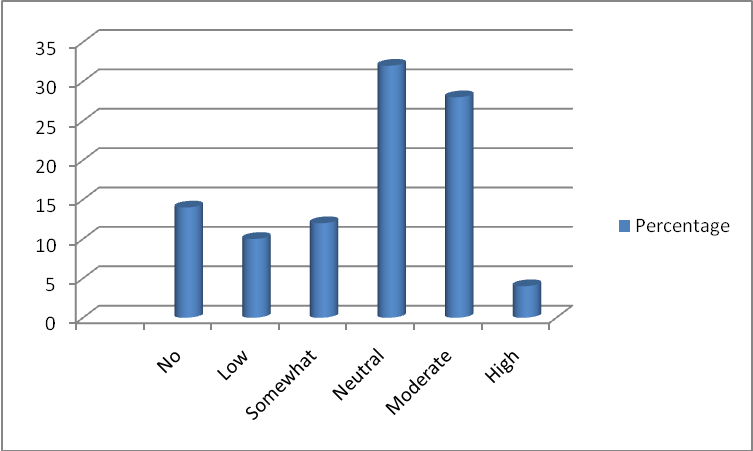 35
30
25
20
15
10
5
0
No
Low
Somewhat
Neutral
Moderate
High
Percentage